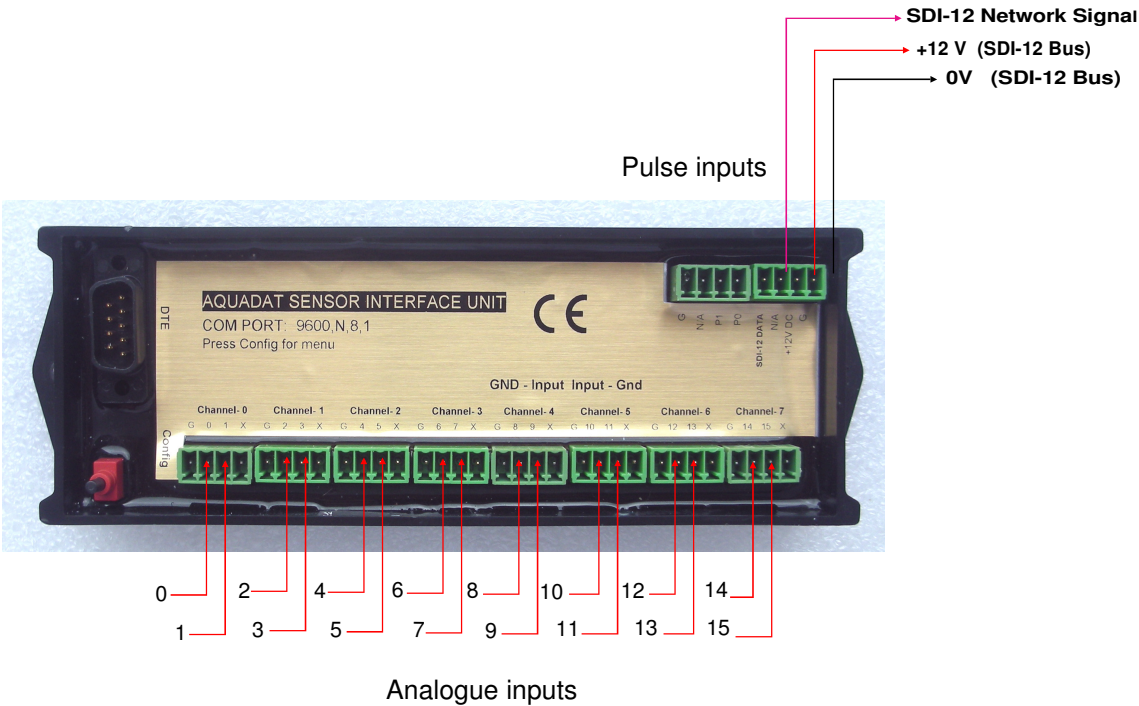 SDI-12 Network Signal
+12 V (SDI-12 Bus)
0V (SDI-12 Bus)
Pulse inputs
DTE
AQUADAT SENSOR INTERFACE UNIT
COM PORT: 9600,N,8,1
Press Config for menu
CE
G
N/A
P1
P0
SDI-12 DATA
N/A
+12V DC
G
GND - Input Input - Gnd
Channel- 0 Channel- 1 Channel- 2 Channel- 3 Channel- 4 Channel- 5 Channel- 6 Channel- 7
G 0 1 X G 2 3 X G 4 5 X G 6 7 X G 8 9 X G 10 11 X G 12 13 X G 14 15 X
Config
0 2 4 6 8 10 12 14
1 3 5 7 9 11 13 15
Analogue inputs